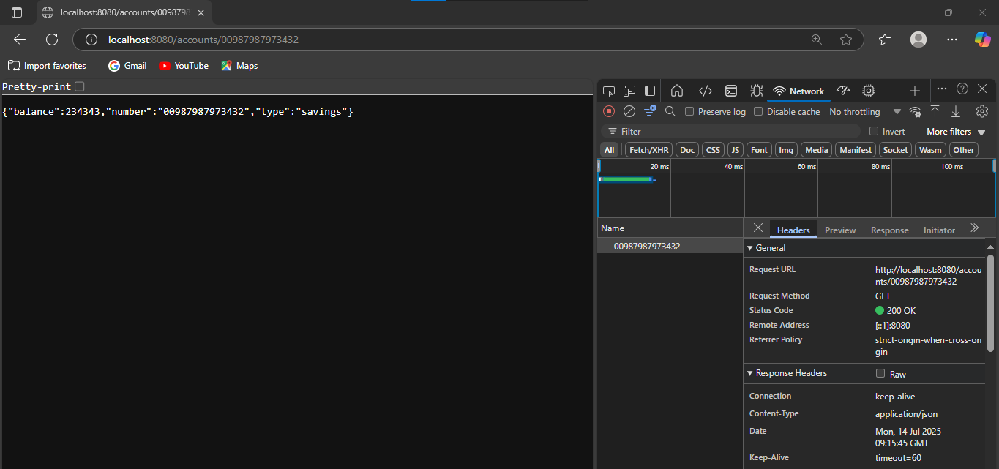 localhost:8080/accounts/0098798
localhost:8080/accounts/00987987973432
Import favorites
Gmail
YouTube
Maps
Pretty-print
{"balance":234343,"number":"00987987973432","type":"savings"}
Network
Preserve log
Disable cache
No throttling
Filter
Invert
More filters
All
Fetch/XHR
Doc
CSS
JS
Font
Img
Media
Manifest
Socket
Wasm
Other
20 ms
40 ms
60 ms
80 ms
100 ms
Name
00987987973432
Headers
Preview
Response
Initiator
General
Request URL
http://localhost:8080/accou
nts/00987987973432
Request Method
GET
Status Code
200 OK
Remote Address
[::1]:8080
Referrer Policy
strict-origin-when-cross-ori
gin
Response Headers
Raw
Connection
keep-alive
Content-Type
application/json
Date
Mon, 14 Jul 2025
09:15:45 GMT
Keep-Alive
timeout=60